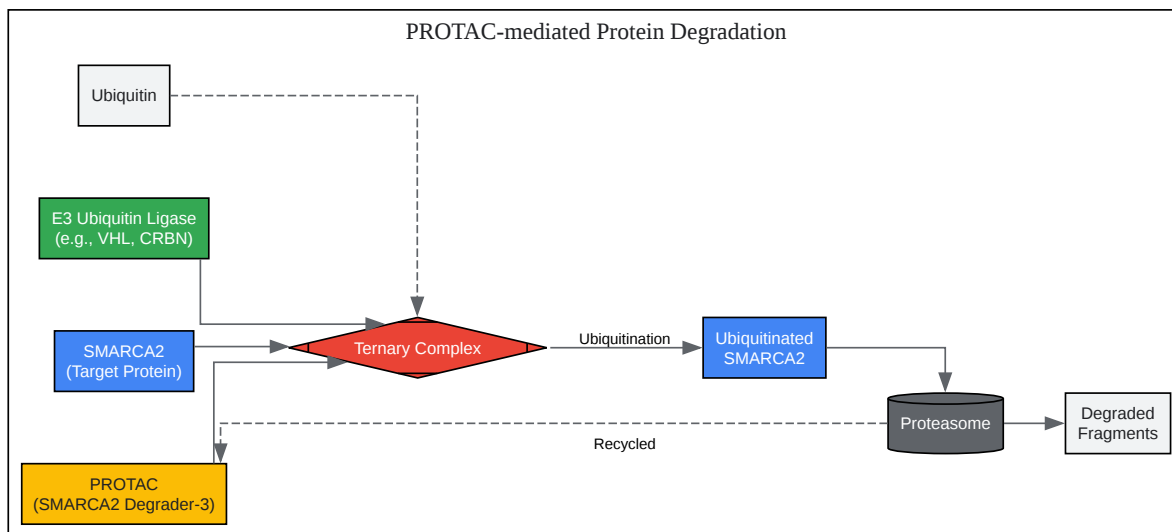 PROTAC-mediated Protein Degradation
Ubiquitin
E3 Ubiquitin Ligase
(e.g., VHL, CRBN)
SMARCA2
(Target Protein)
Ternary Complex
Ubiquitination
Ubiquitinated
SMARCA2
Proteasome
Degraded
Fragments
Recycled
PROTAC
(SMARCA2 Degrader-3)